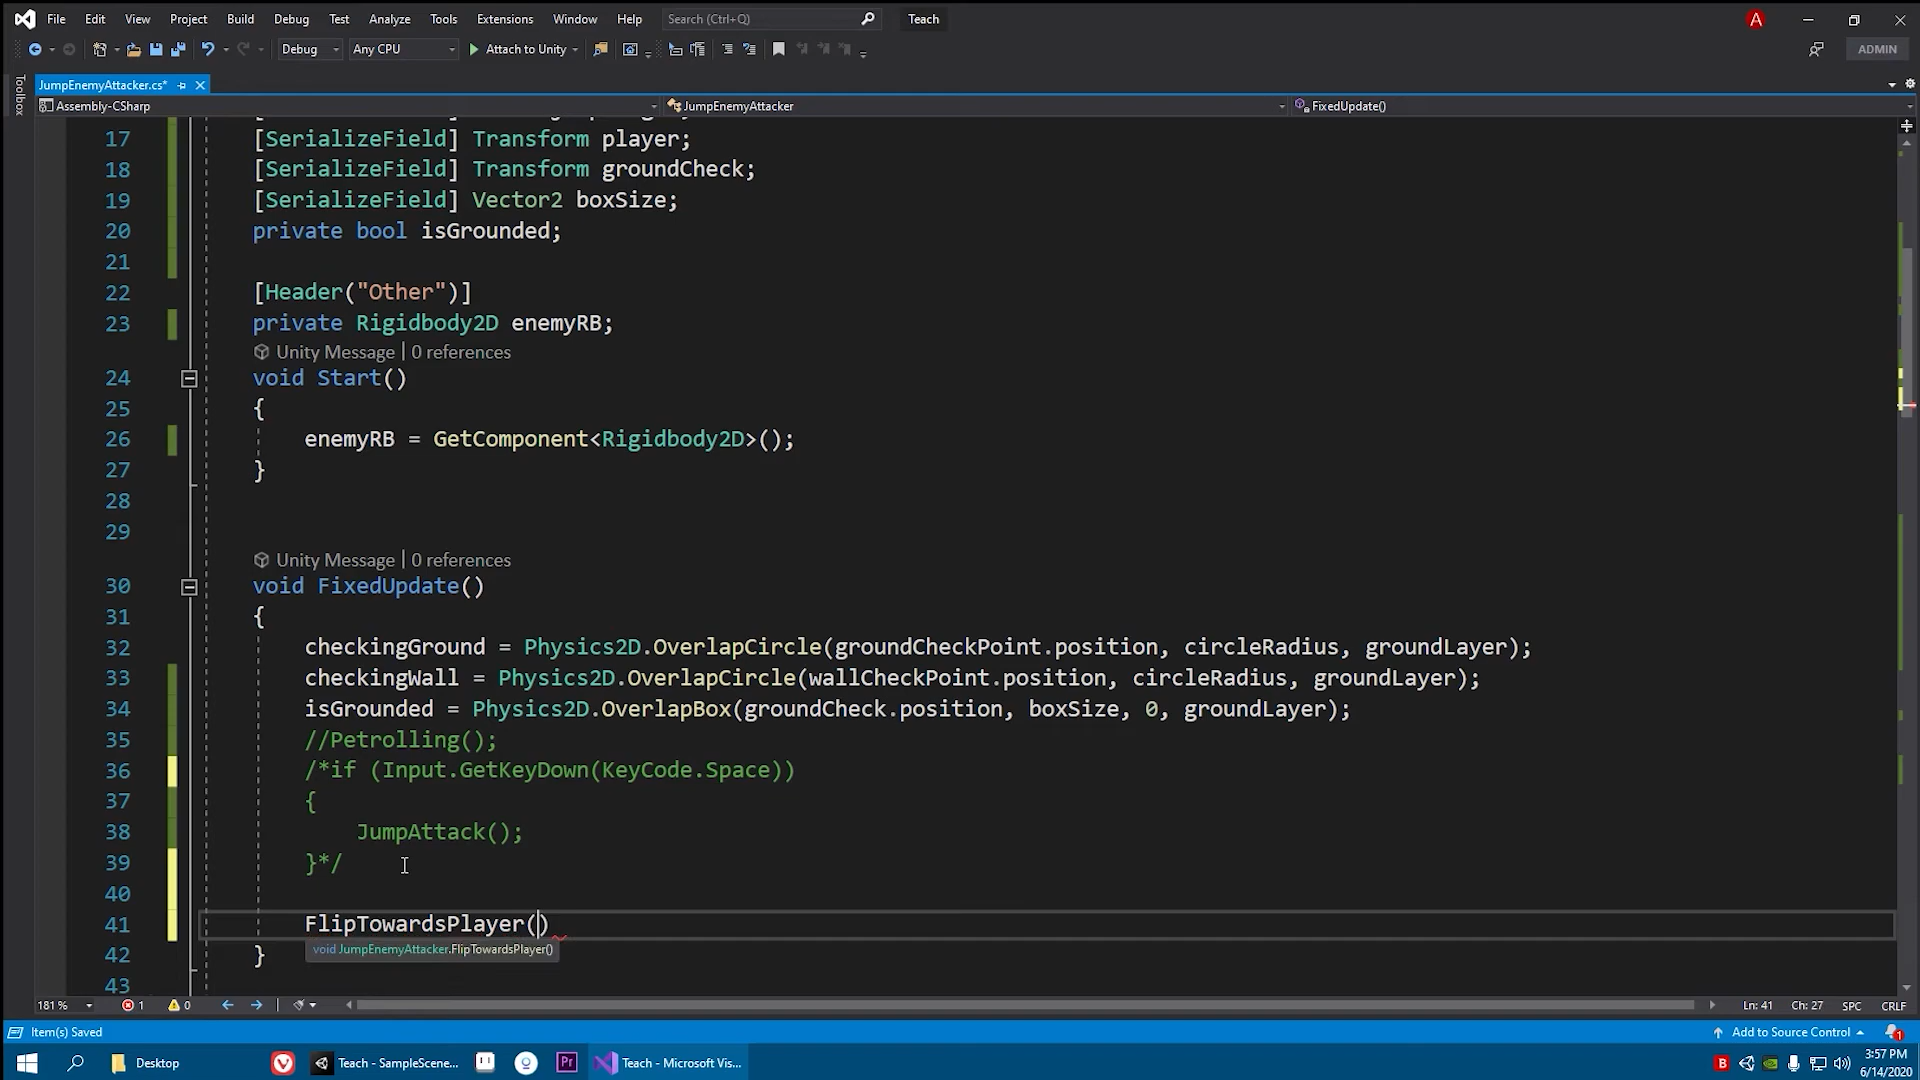 File Edit View Project Build Debug Test Analyze Tools Extensions Window Help Search (Ctrl+Q) Teach A
Debug Any CPU Attach to Unity ADMIN
Toolbox
JumpEnemyAttacker.cs*
Assembly-CSharp JumpEnemyAttacker FixedUpdate()
17 [SerializeField] Transform player;
18 [SerializeField] Transform groundCheck;
19 [SerializeField] Vector2 boxSize;
20 private bool isGrounded;
21
22 [Header("Other")]
23 private Rigidbody2D enemyRB;
Unity Message | 0 references
24 void Start()
25 {
26 enemyRB = GetComponent<Rigidbody2D>();
27 }
28
29
Unity Message | 0 references
30 void FixedUpdate()
31 {
32 checkingGround = Physics2D.OverlapCircle(groundCheckPoint.position, circleRadius, groundLayer);
33 checkingWall = Physics2D.OverlapCircle(wallCheckPoint.position, circleRadius, groundLayer);
34 isGrounded = Physics2D.OverlapBox(groundCheck.position, boxSize, 0, groundLayer);
35 //Petrolling();
36 /*if (Input.GetKeyDown(KeyCode.Space))
37 {
38 JumpAttack();
39 }*/
40
41 FlipTowardsPlayer()
void JumpEnemyAttacker.FlipTowardsPlayer()
42 }
43
181 % 1 0 Ln: 41 Ch: 27 SPC CRLF
Item(s) Saved Add to Source Control 1
Desktop Teach - SampleScene... Pr Teach - Microsoft Vis... B 3:57 PM
6/14/2020